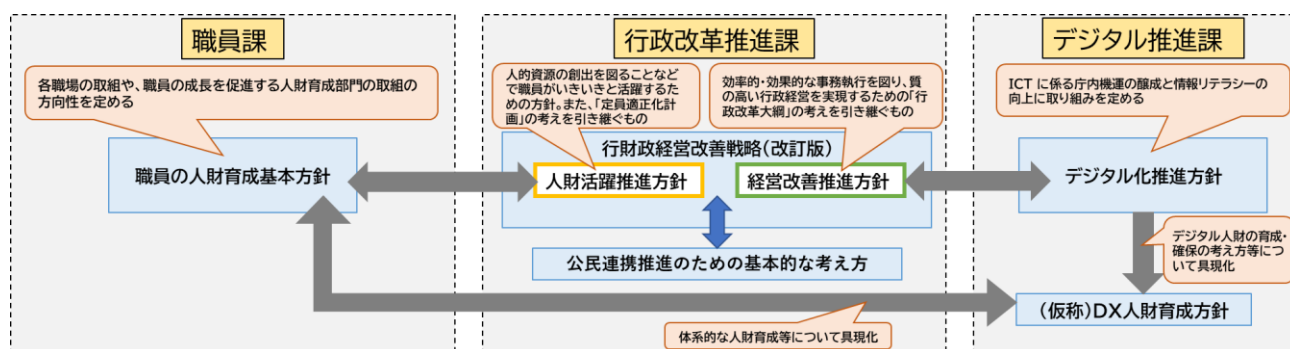 職員課
各職場の取組や、職員の成長を促進する人財育成部門の取組の
方向性を定める
職員の人財育成基本方針
行政改革推進課
人的資源の創出を図ることなど
で職員がいきいきと活躍するた
めの方針。また、「定員適正化計
画」の考えを引き継ぐもの
効率的・効果的な事務執行を図り、質
の高い行政経営を実現するための「行
政改革大綱」の考えを引き継ぐもの
行財政経営改善戦略(改訂版)
人財活躍推進方針
経営改善推進方針
公民連携推進のための基本的な考え方
体系的な人財育成等について具現化
デジタル推進課
ICT に係る庁内機運の醸成と情報リテラシーの
向上に取り組みを定める
デジタル化推進方針
デジタル人財の育成・
確保の考え方等につ
いて具現化
(仮称)DX人財育成方針